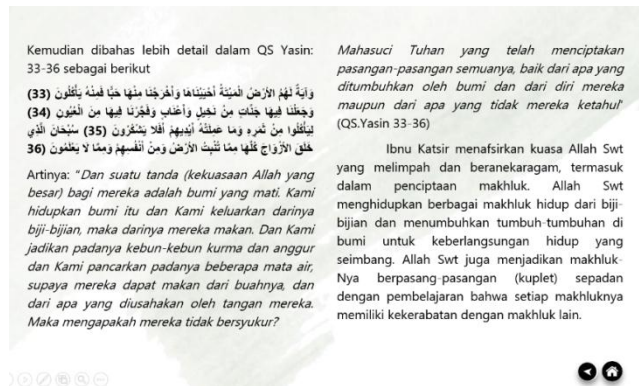 Kemudian dibahas lebih detail dalam QS Yasin:
33-36 sebagai berikut
وَآيَةٌ لَهُمُ الأَرْضُ الْمَيْتَةُ أَحْيَيْنَاهَا وَأَخْرَجْنَا مِنْهَا حَبًّا فَمِنْهُ يَأْكُلُونَ (33)
وَجَعَلْنَا فِيهَا جَنَّاتٍ مِنْ نَخِيلٍ وَأَعْنَابٍ وَفَجَّرْنَا فِيهَا مِنَ الْعُيُونِ (34)
لِيَأْكُلُوا مِنْ ثَمَرِهِ وَمَا عَمِلَتْهُ أَيْدِيهِمْ أَفَلا يَشْكُرُونَ (35) سُبْحَانَ الَّذِي
خَلَقَ الأَزْوَاجَ كُلَّهَا مِمَّا تُنْبِتُ الأَرْضُ وَمِنْ أَنْفُسِهِمْ وَمِمَّا لَا يَعْلَمُونَ (36
Artinya: "Dan suatu tanda (kekuasaan Allah yang
besar) bagi mereka adalah bumi yang mati. Kami
hidupkan bumi itu dan Kami keluarkan darinya
biji-bijian, maka darinya mereka makan. Dan Kami
jadikan padanya kebun-kebun kurma dan anggur
dan Kami pancarkan padanya beberapa mata air,
supaya mereka dapat makan dari buahnya, dan
dari apa yang diusahakan oleh tangan mereka.
Maka mengapakah mereka tidak bersyukur?
Mahasuci Tuhan yang telah menciptakan
pasangan-pasangan semuanya, baik dari apa yang
ditumbuhkan oleh bumi dan dari diri mereka
maupun dari apa yang tidak mereka ketahui"
(QS.Yasin 33-36)
Ibnu Katsir menafsirkan kuasa Allah Swt
yang melimpah dan beranekaragam, termasuk
dalam penciptaan makhluk. Allah Swt
menghidupkan berbagai makhluk hidup dari biji-
bijian dan menumbuhkan tumbuh-tumbuhan di
bumi untuk keberlangsungan hidup yang
seimbang. Allah Swt juga menjadikan makhluk-
Nya berpasang-pasangan (kuplet) sepadan
dengan pembelajaran bahwa setiap makhluknya
memiliki kekerabatan dengan makhluk lain.